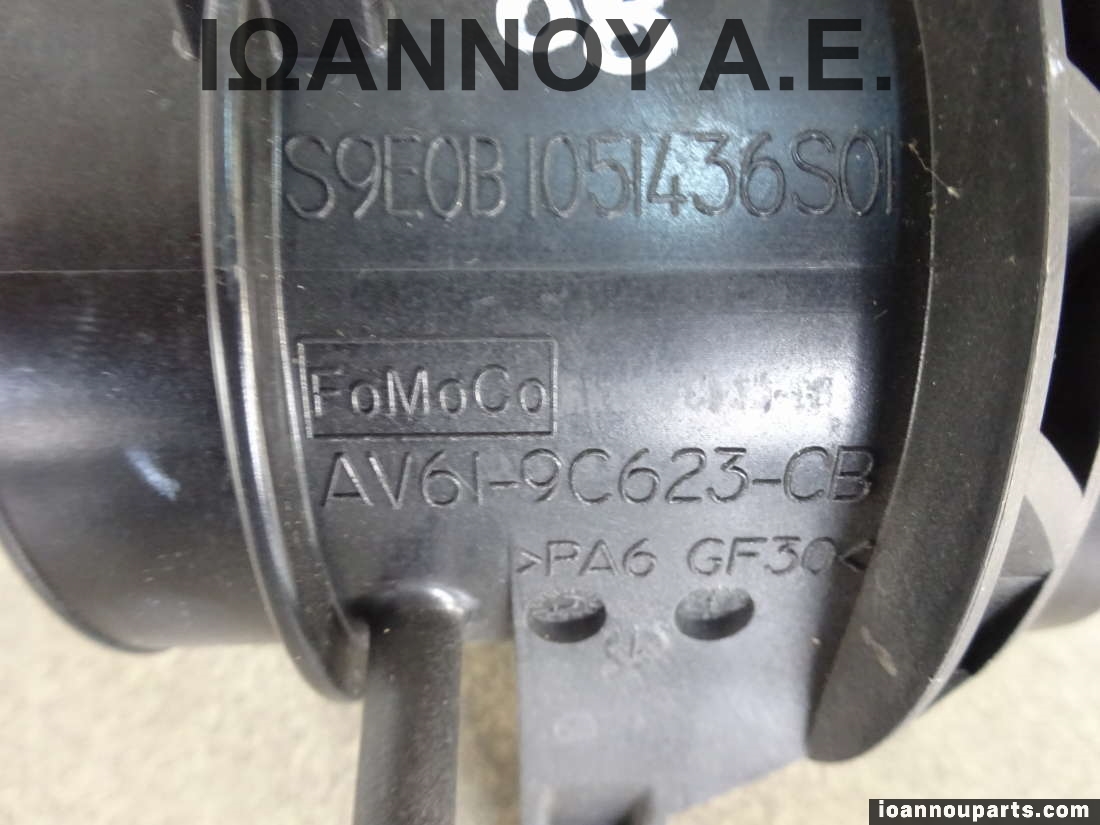 ΙΩΑΝΝΟΥ Α.Ε.
S9E0B1051436S01
FoMoCo
AV61-9C623-CB
>PA6 GF30<
ioannouparts.com